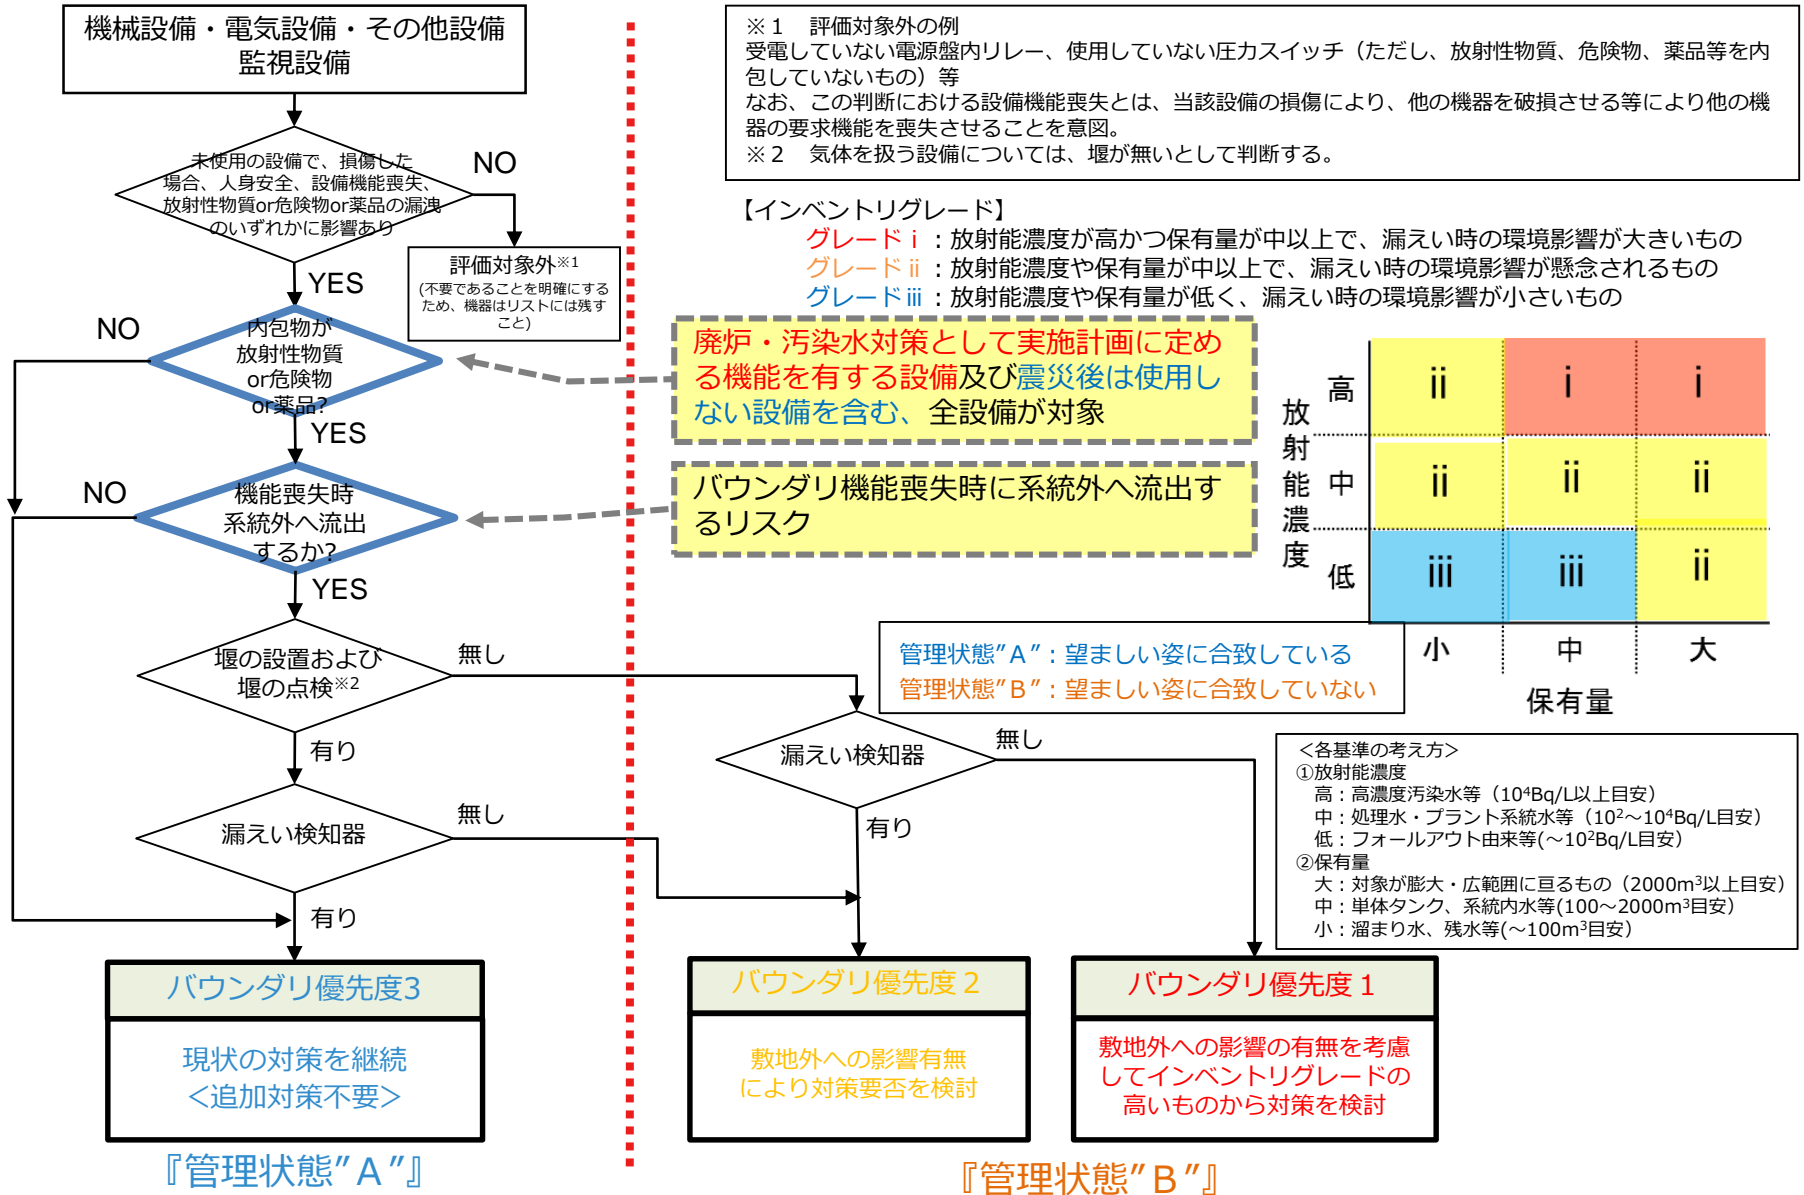 機械設備・電気設備・その他設備
監視設備
未使用の設備で、損傷した
場合、人身安全、設備機能喪失、
放射性物質or危険物or薬品の漏洩
のいずれかに影響あり
NO
YES
評価対象外※1
(不要であることを明確にする
ため、機器はリストには残す
こと)
NO
内包物が
放射性物質
or危険物
or薬品?
YES
NO
機能喪失時
系統外へ流出
するか?
YES
堰の設置および
堰の点検※2
無し
有り
漏えい検知器
無し
有り
漏えい検知器
無し
有り
バウンダリ優先度3
現状の対策を継続
＜追加対策不要＞
『管理状態”A”』
バウンダリ優先度２
敷地外への影響有無
により対策要否を検討
バウンダリ優先度１
敷地外への影響の有無を考慮
してインベントリグレードの
高いものから対策を検討
『管理状態”B”』
※１　評価対象外の例
受電していない電源盤内リレー、使用していない圧力スイッチ（ただし、放射性物質、危険物、薬品等を内
包していないもの）等
なお、この判断における設備機能喪失とは、当該設備の損傷により、他の機器を破損させる等により他の機
器の要求機能を喪失させることを意図。
※２　気体を扱う設備については、堰が無いとして判断する。
【インベントリグレード】
グレードⅰ：放射能濃度が高かつ保有量が中以上で、漏えい時の環境影響が大きいもの
グレードⅱ：放射能濃度や保有量が中以上で、漏えい時の環境影響が懸念されるもの
グレードⅲ：放射能濃度や保有量が低く、漏えい時の環境影響が小さいもの
廃炉・汚染水対策として実施計画に定め
る機能を有する設備及び震災後は使用し
ない設備を含む、全設備が対象
バウンダリ機能喪失時に系統外へ流出す
るリスク
放射能濃度
高 ⅱ ⅰ ⅰ
中 ⅱ ⅱ ⅱ
低 ⅲ ⅲ ⅱ
小 中 大
保有量
管理状態”A”：望ましい姿に合致している
管理状態”B”：望ましい姿に合致していない
＜各基準の考え方＞
①放射能濃度
高：高濃度汚染水等（10⁴Bq/L以上目安）
中：処理水・プラント系統水等（10²～10⁴Bq/L目安）
低：フォールアウト由来等(～10²Bq/L目安）
②保有量
大：対象が膨大・広範囲に亘るもの（2000m³以上目安）
中：単体タンク、系統内水等(100～2000m³目安）
小：溜まり水、残水等(～100m³目安）